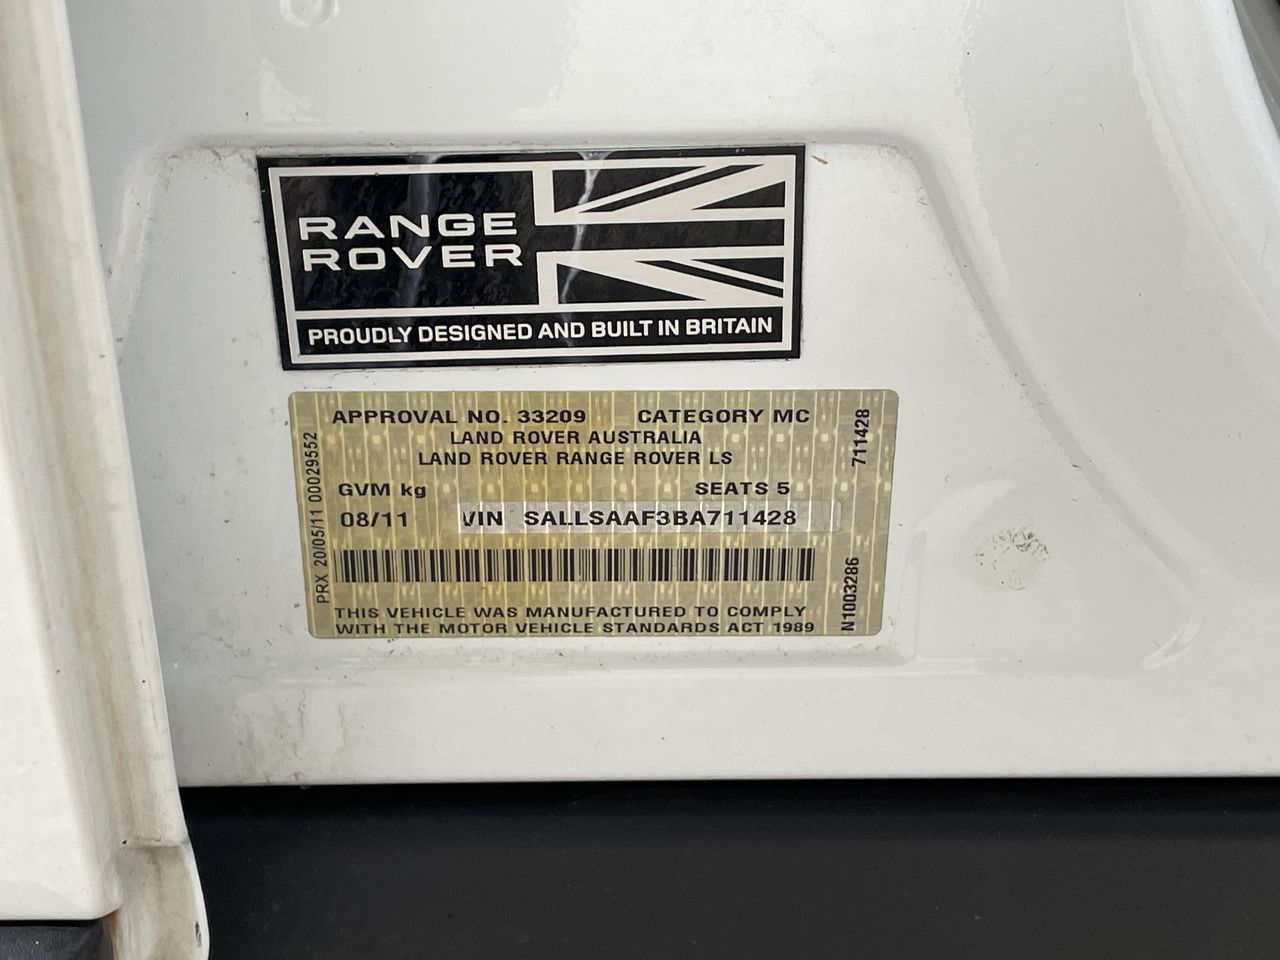 RANGE
ROVER
PROUDLY DESIGNED AND BUILT IN BRITAIN
APPROVAL NO. 33209 CATEGORY MC
LAND ROVER AUSTRALIA
LAND ROVER RANGE ROVER LS
GVM kg SEATS 5
08/11 VIN SALLSAAF3BA711428
THIS VEHICLE WAS MANUFACTURED TO COMPLY
WITH THE MOTOR VEHICLE STANDARDS ACT 1989
PRX 20/05/11 00029552
711428
N1003286